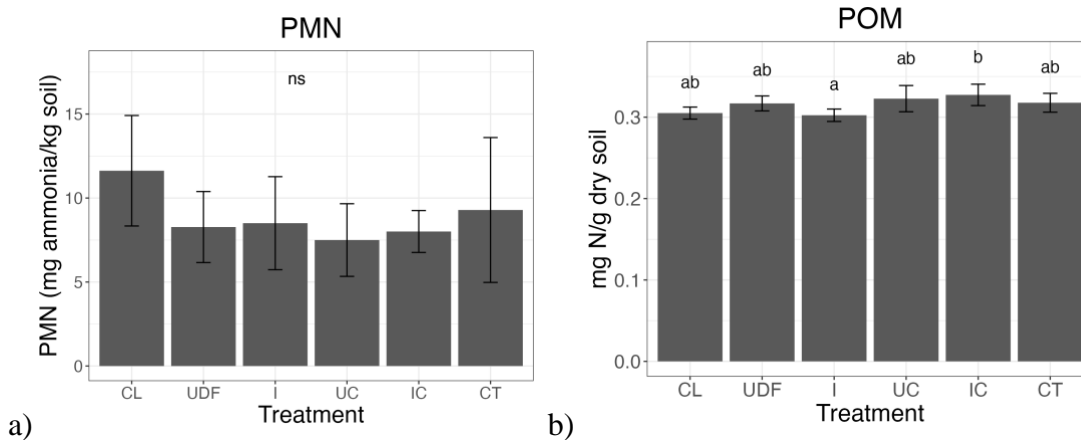 PMN
PMN (mg ammonia/kg soil)
15
10
5
0
ns
CL UDF I UC IC CT
Treatment
a)
POM
mg N/g dry soil
0.3
0.2
0.1
0.0
ab ab a ab b ab
CL UDF I UC IC CT
Treatment
b)